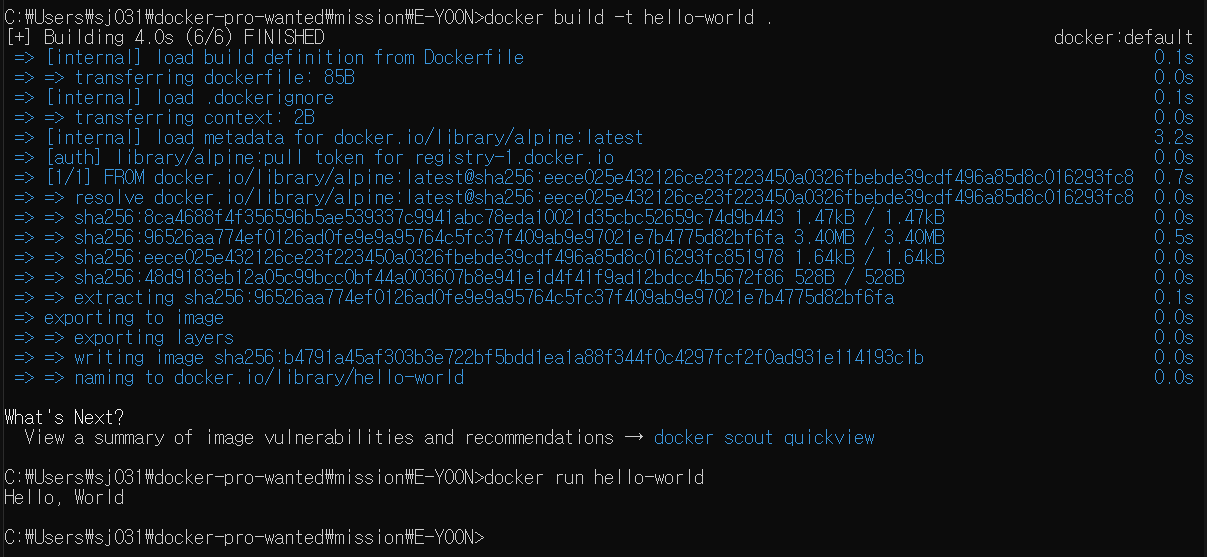 C:₩Users₩sj031₩docker-pro-wanted₩mission₩E-YOON>docker build -t hello-world .
[+] Building 4.0s (6/6) FINISHED docker:default
=> [internal] load build definition from Dockerfile 0.1s
=> => transferring dockerfile: 85B 0.0s
=> [internal] load .dockerignore 0.1s
=> => transferring context: 2B 0.0s
=> [internal] load metadata for docker.io/library/alpine:latest 3.2s
=> [auth] library/alpine:pull token for registry-1.docker.io 0.0s
=> [1/1] FROM docker.io/library/alpine:latest@sha256:eece025e432126ce23f223450a0326fbebde39cdf496a85d8c016293fc8 0.7s
=> => resolve docker.io/library/alpine:latest@sha256:eece025e432126ce23f223450a0326fbebde39cdf496a85d8c016293fc8 0.0s
=> => sha256:8ca4688f4f356596b5ae539337c9941abc78eda10021d35cbc52659c74d9b443 1.47kB / 1.47kB 0.0s
=> => sha256:96526aa774ef0126ad0fe9e9a95764c5fc37f409ab9e97021e7b4775d82bf6fa 3.40MB / 3.40MB 0.5s
=> => sha256:eece025e432126ce23f223450a0326fbebde39cdf496a85d8c016293fc851978 1.64kB / 1.64kB 0.0s
=> => sha256:48d9183eb12a05c99bcc0bf44a003607b8e941e1d4f41f9ad12bdcc4b5672f86 528B / 528B 0.0s
=> => extracting sha256:96526aa774ef0126ad0fe9e9a95764c5fc37f409ab9e97021e7b4775d82bf6fa 0.1s
=> exporting to image 0.0s
=> => exporting layers 0.0s
=> => writing image sha256:b4791a45af303b3e722bf5bdd1ea1a88f344f0c4297fcf2f0ad931e114193c1b 0.0s
=> => naming to docker.io/library/hello-world 0.0s
What's Next?
View a summary of image vulnerabilities and recommendations → docker scout quickview
C:₩Users₩sj031₩docker-pro-wanted₩mission₩E-YOON>docker run hello-world
Hello, World
C:₩Users₩sj031₩docker-pro-wanted₩mission₩E-YOON>